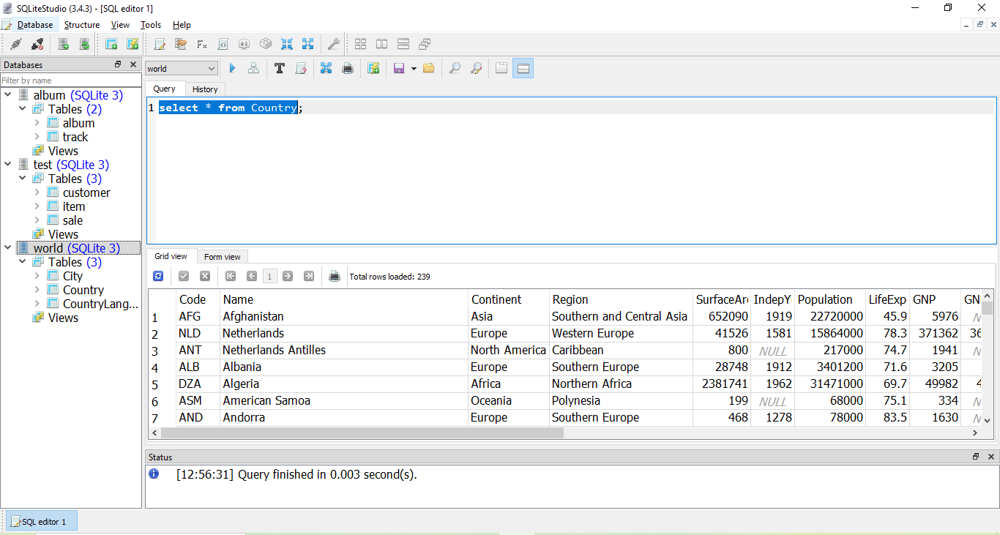 SQLiteStudio (3.4.3) - [SQL editor 1]
Database Structure View Tools Help
Databases
Filter by name
album (SQLite 3)
Tables (2)
album
track
Views
test (SQLite 3)
Tables (3)
customer
item
sale
Views
world (SQLite 3)
Tables (3)
City
Country
CountryLang...
Views
world
Query History
1 select * from Country;
Grid view Form view
1 Total rows loaded: 239
Code Name Continent Region SurfaceAre IndepY Population LifeExp GNP GN
1 AFG Afghanistan Asia Southern and Central Asia 652090 1919 22720000 45.9 5976 N
2 NLD Netherlands Europe Western Europe 41526 1581 15864000 78.3 371362 36
3 ANT Netherlands Antilles North America Caribbean 800 NULL 217000 74.7 1941 N
4 ALB Albania Europe Southern Europe 28748 1912 3401200 71.6 3205
5 DZA Algeria Africa Northern Africa 2381741 1962 31471000 69.7 49982 4
6 ASM American Samoa Oceania Polynesia 199 NULL 68000 75.1 334 N
7 AND Andorra Europe Southern Europe 468 1278 78000 83.5 1630 N
Status
[12:56:31] Query finished in 0.003 second(s).
SQL editor 1